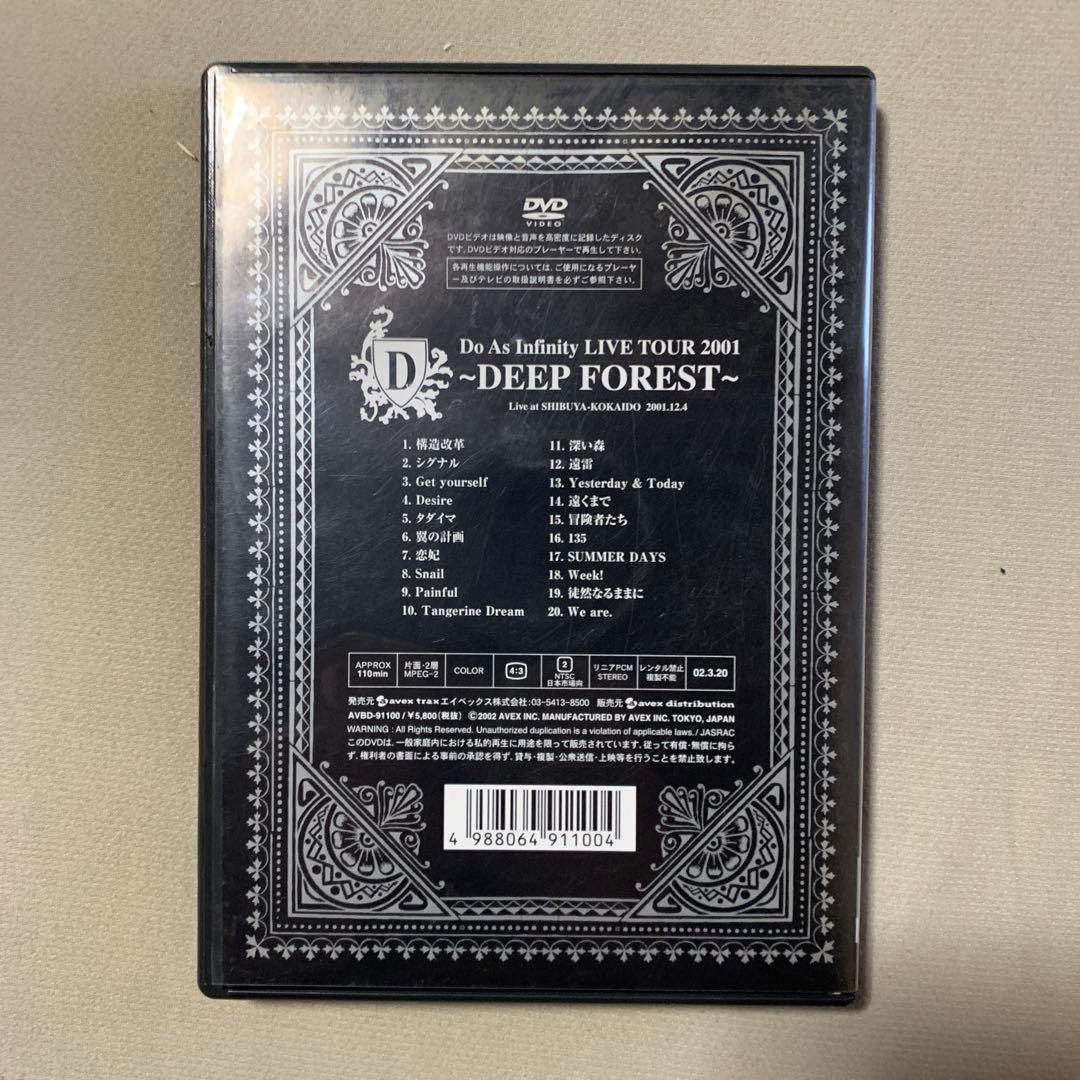 DVD
VIDEO
DVDビデオは映像と音声を高密度に記録したディスク
です。DVDビデオ対応のプレーヤーで再生して下さい。
各再生機能操作については、ご使用になるプレーヤ
ー及びテレビの取扱説明書を必ずご参照下さい。
D
Do As Infinity LIVE TOUR 2001
~DEEP FOREST~
Live at SHIBUYA-KOKAIDO 2001.12.4
1. 構造改革
2. シグナル
3. Get yourself
4. Desire
5. タダイマ
6. 翼の計画
7. 恋妃
8. Snail
9. Painful
10. Tangerine Dream
11. 深い森
12. 遠雷
13. Yesterday & Today
14. 遠くまで
15. 冒険者たち
16. 135
17. SUMMER DAYS
18. Week!
19. 徒然なるままに
20. We are.
APPROX 110min
片面・2層 MPEG-2
COLOR
4:3
2 NTSC 日本市場向
リニアPCM STEREO
レンタル禁止 複製不能
02.3.20
発売元 avex trax エイベックス株式会社:03-5413-8500 販売元 avex distribution
AVBD-91100 / ¥5,800(税抜) ©2002 AVEX INC. MANUFACTURED BY AVEX INC. TOKYO, JAPAN
WARNING : All Rights Reserved. Unauthorized duplication is a violation of applicable laws. / JASRAC
このDVDは、一般家庭内における私的再生に用途を限って販売されています。従って有償・無償に拘ら
ず、権利者の書面による事前の承認を得ず、貸与・複製・公衆送信・上映等を行うことを禁止致します。
4 988064 911004